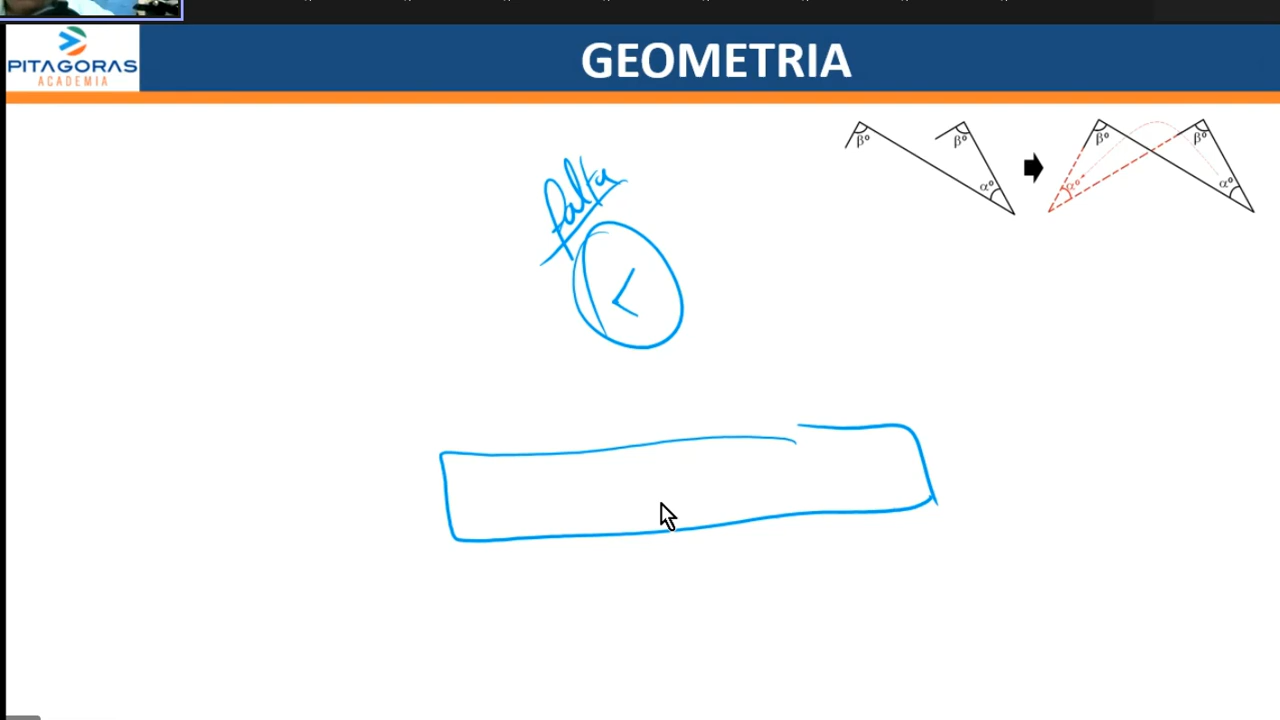 PITAGORAS
ACADEMIA
GEOMETRIA
β° β° α°
β° β° α° α°
falta